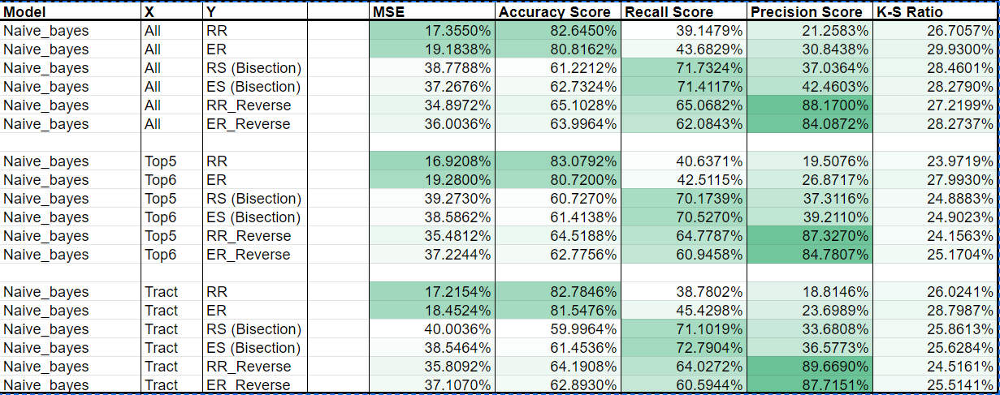 Model X Y MSE Accuracy Score Recall Score Precision Score K-S Ratio
Naive_bayes All RR 17.3550% 82.6450% 39.1479% 21.2583% 26.7057%
Naive_bayes All ER 19.1838% 80.8162% 43.6829% 30.8438% 29.9300%
Naive_bayes All RS (Bisection) 38.7788% 61.2212% 71.7324% 37.0364% 28.4601%
Naive_bayes All ES (Bisection) 37.2676% 62.7324% 71.4117% 42.4603% 28.2790%
Naive_bayes All RR_Reverse 34.8972% 65.1028% 65.0682% 88.1700% 27.2199%
Naive_bayes All ER_Reverse 36.0036% 63.9964% 62.0843% 84.0872% 28.2737%
Naive_bayes Top5 RR 16.9208% 83.0792% 40.6371% 19.5076% 23.9719%
Naive_bayes Top6 ER 19.2800% 80.7200% 42.5115% 26.8717% 27.9930%
Naive_bayes Top5 RS (Bisection) 39.2730% 60.7270% 70.1739% 37.3116% 24.8883%
Naive_bayes Top6 ES (Bisection) 38.5862% 61.4138% 70.5270% 39.2110% 24.9023%
Naive_bayes Top5 RR_Reverse 35.4812% 64.5188% 64.7787% 87.3270% 24.1563%
Naive_bayes Top6 ER_Reverse 37.2244% 62.7756% 60.9458% 84.7807% 25.1704%
Naive_bayes Tract RR 17.2154% 82.7846% 38.7802% 18.8146% 26.0241%
Naive_bayes Tract ER 18.4524% 81.5476% 45.4298% 23.6989% 28.7987%
Naive_bayes Tract RS (Bisection) 40.0036% 59.9964% 71.1019% 33.6808% 25.8613%
Naive_bayes Tract ES (Bisection) 38.5464% 61.4536% 72.7904% 36.5773% 25.6284%
Naive_bayes Tract RR_Reverse 35.8092% 64.1908% 64.0272% 89.6690% 24.5161%
Naive_bayes Tract ER_Reverse 37.1070% 62.8930% 60.5944% 87.7151% 25.5141%